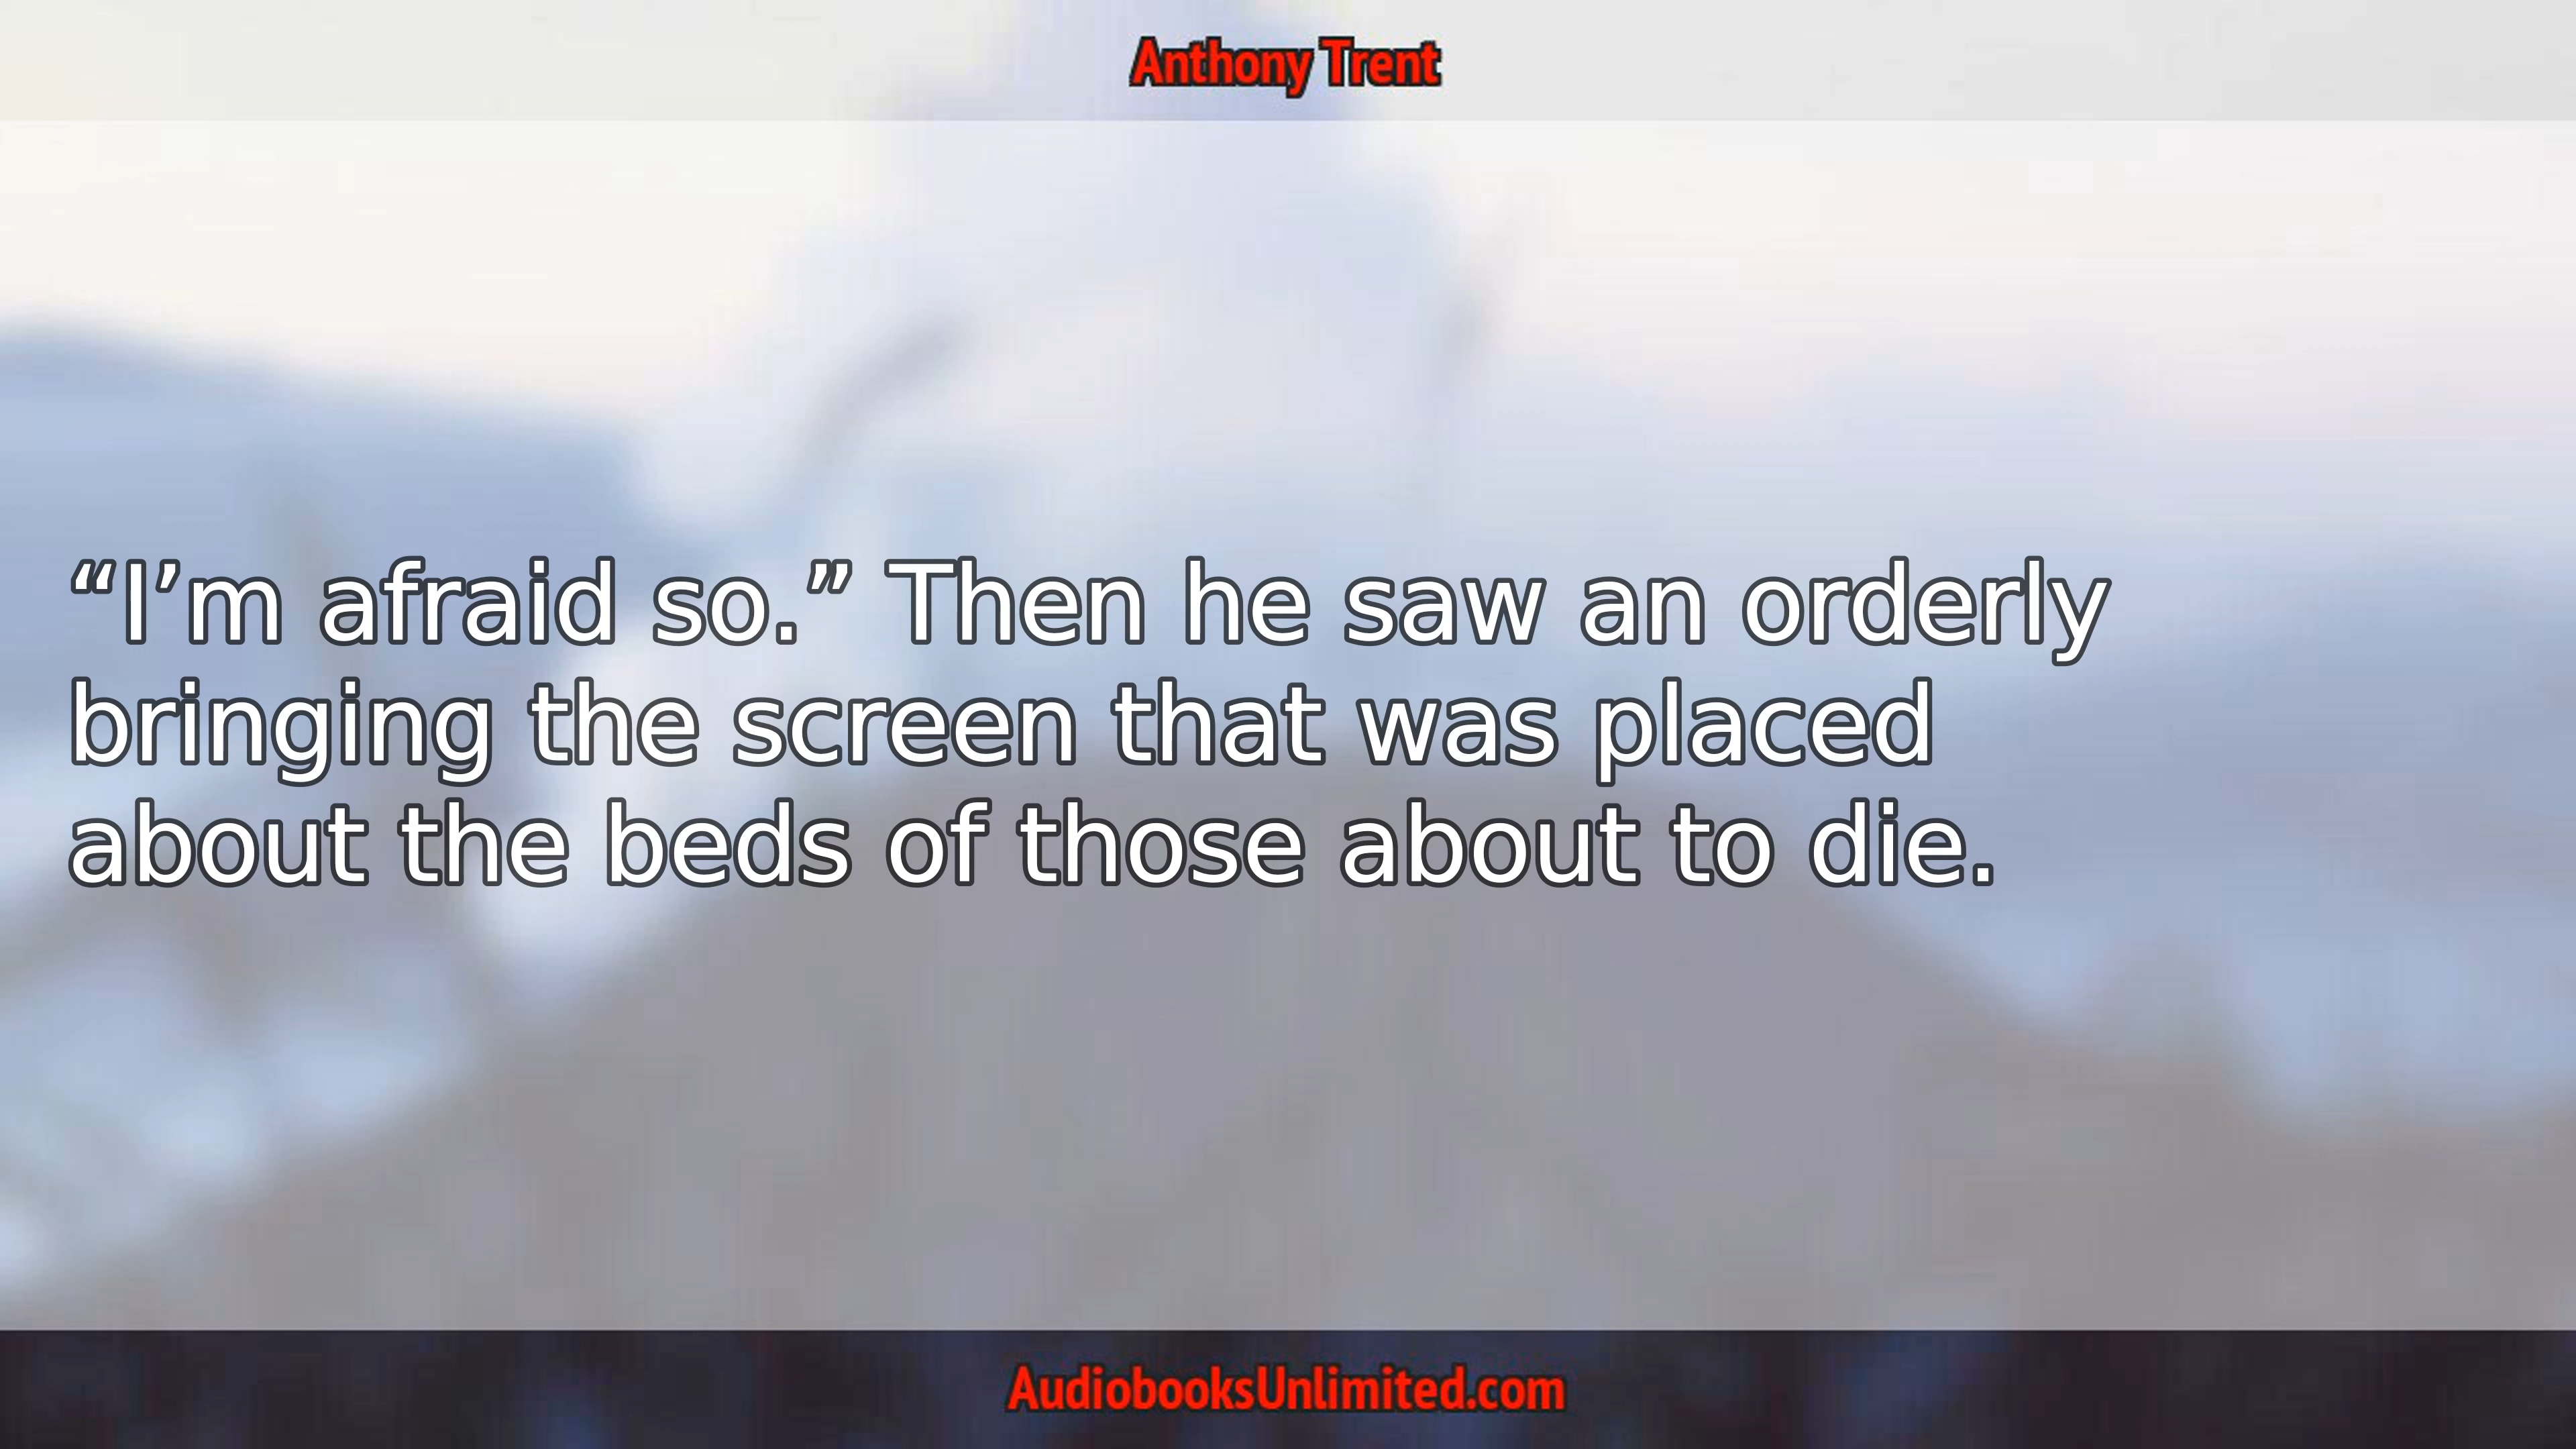 Anthony Trent
“I’m afraid so.” Then he saw an orderly
bringing the screen that was placed
about the beds of those about to die.
AudiobooksUnlimited.com